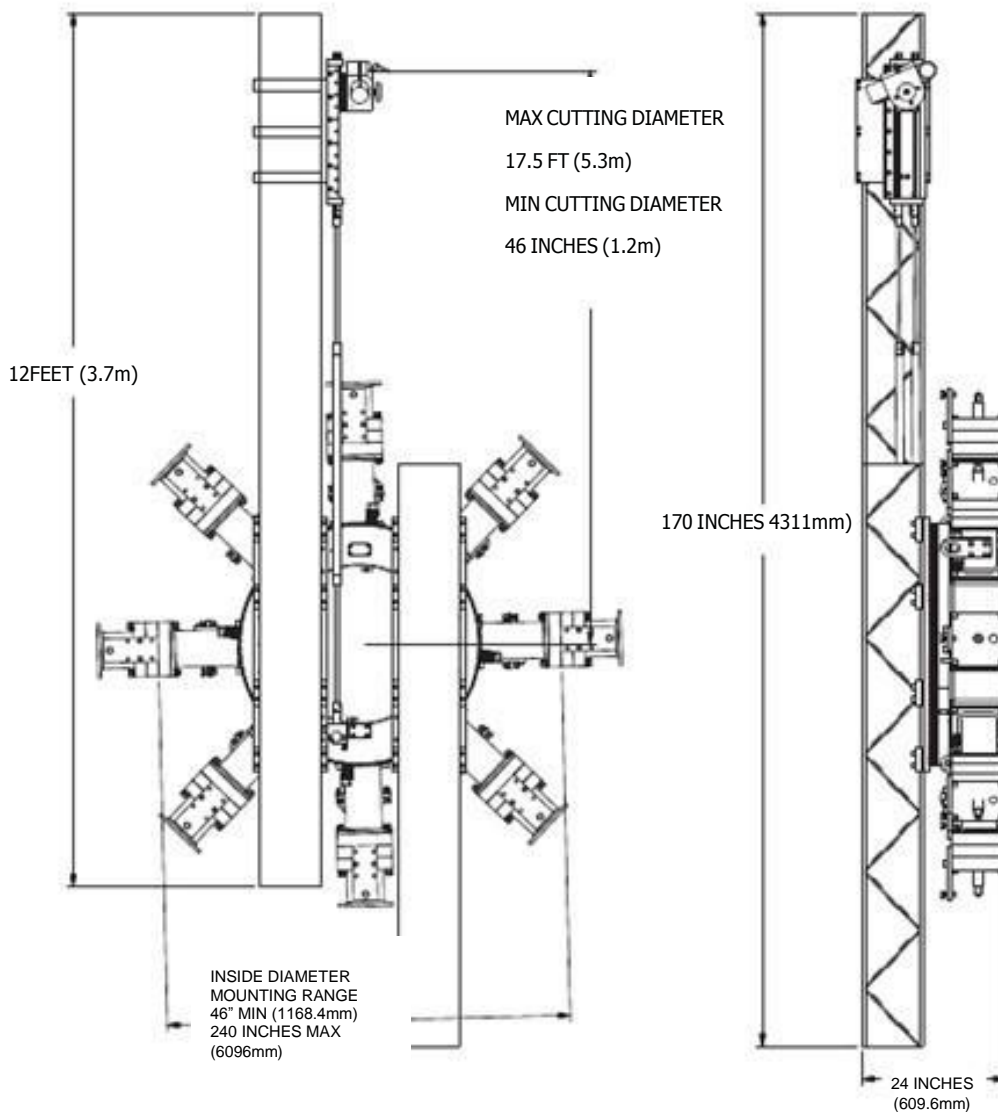 MAX CUTTING DIAMETER
17.5 FT (5.3m)
MIN CUTTING DIAMETER
46 INCHES (1.2m)
12FEET (3.7m)
170 INCHES 4311mm)
INSIDE DIAMETER
MOUNTING RANGE
46” MIN (1168.4mm)
240 INCHES MAX
(6096mm)
24 INCHES
(609.6mm)